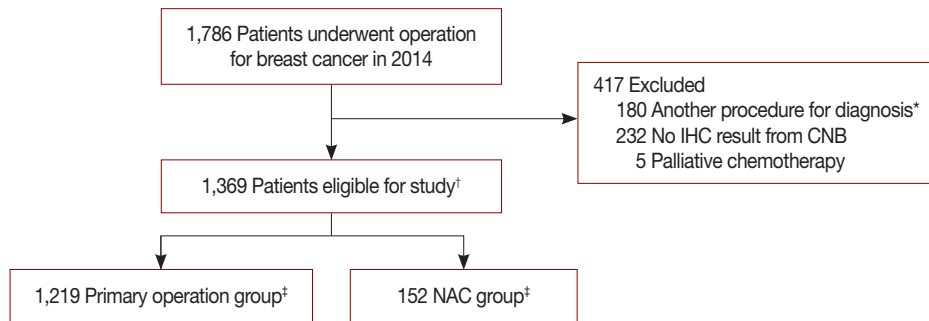 1,786 Patients underwent operation
for breast cancer in 2014
417 Excluded
180 Another procedure for diagnosis*
232 No IHC result from CNB
5 Palliative chemotherapy
1,369 Patients eligible for study†
1,219 Primary operation group‡
152 NAC group‡